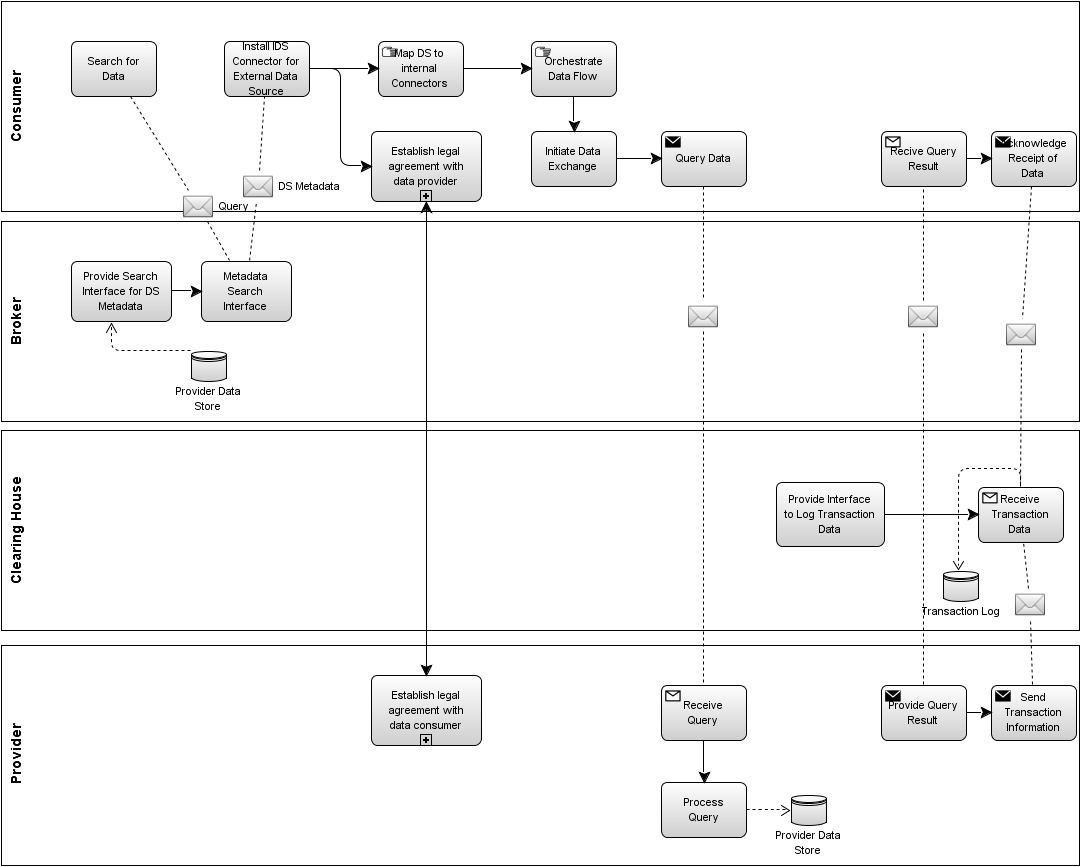 Consumer
Search for
Data
Install IDS
Connector for
External Data
Source
Map DS to
internal
Connectors
Orchestrate
Data Flow
Establish legal
agreement with
data provider
Initiate Data
Exchange
Query Data
Recive Query
Result
cknowledge
Receipt of
Data
DS Metadata
Query
Broker
Provide Search
Interface for DS
Metadata
Metadata
Search
Interface
Provider Data
Store
Clearing House
Provide Interface
to Log Transaction
Data
Receive
Transaction
Data
Transaction Log
Provider
Establish legal
agreement with
data consumer
Receive
Query
Provide Query
Result
Send
Transaction
Information
Process
Query
Provider Data
Store